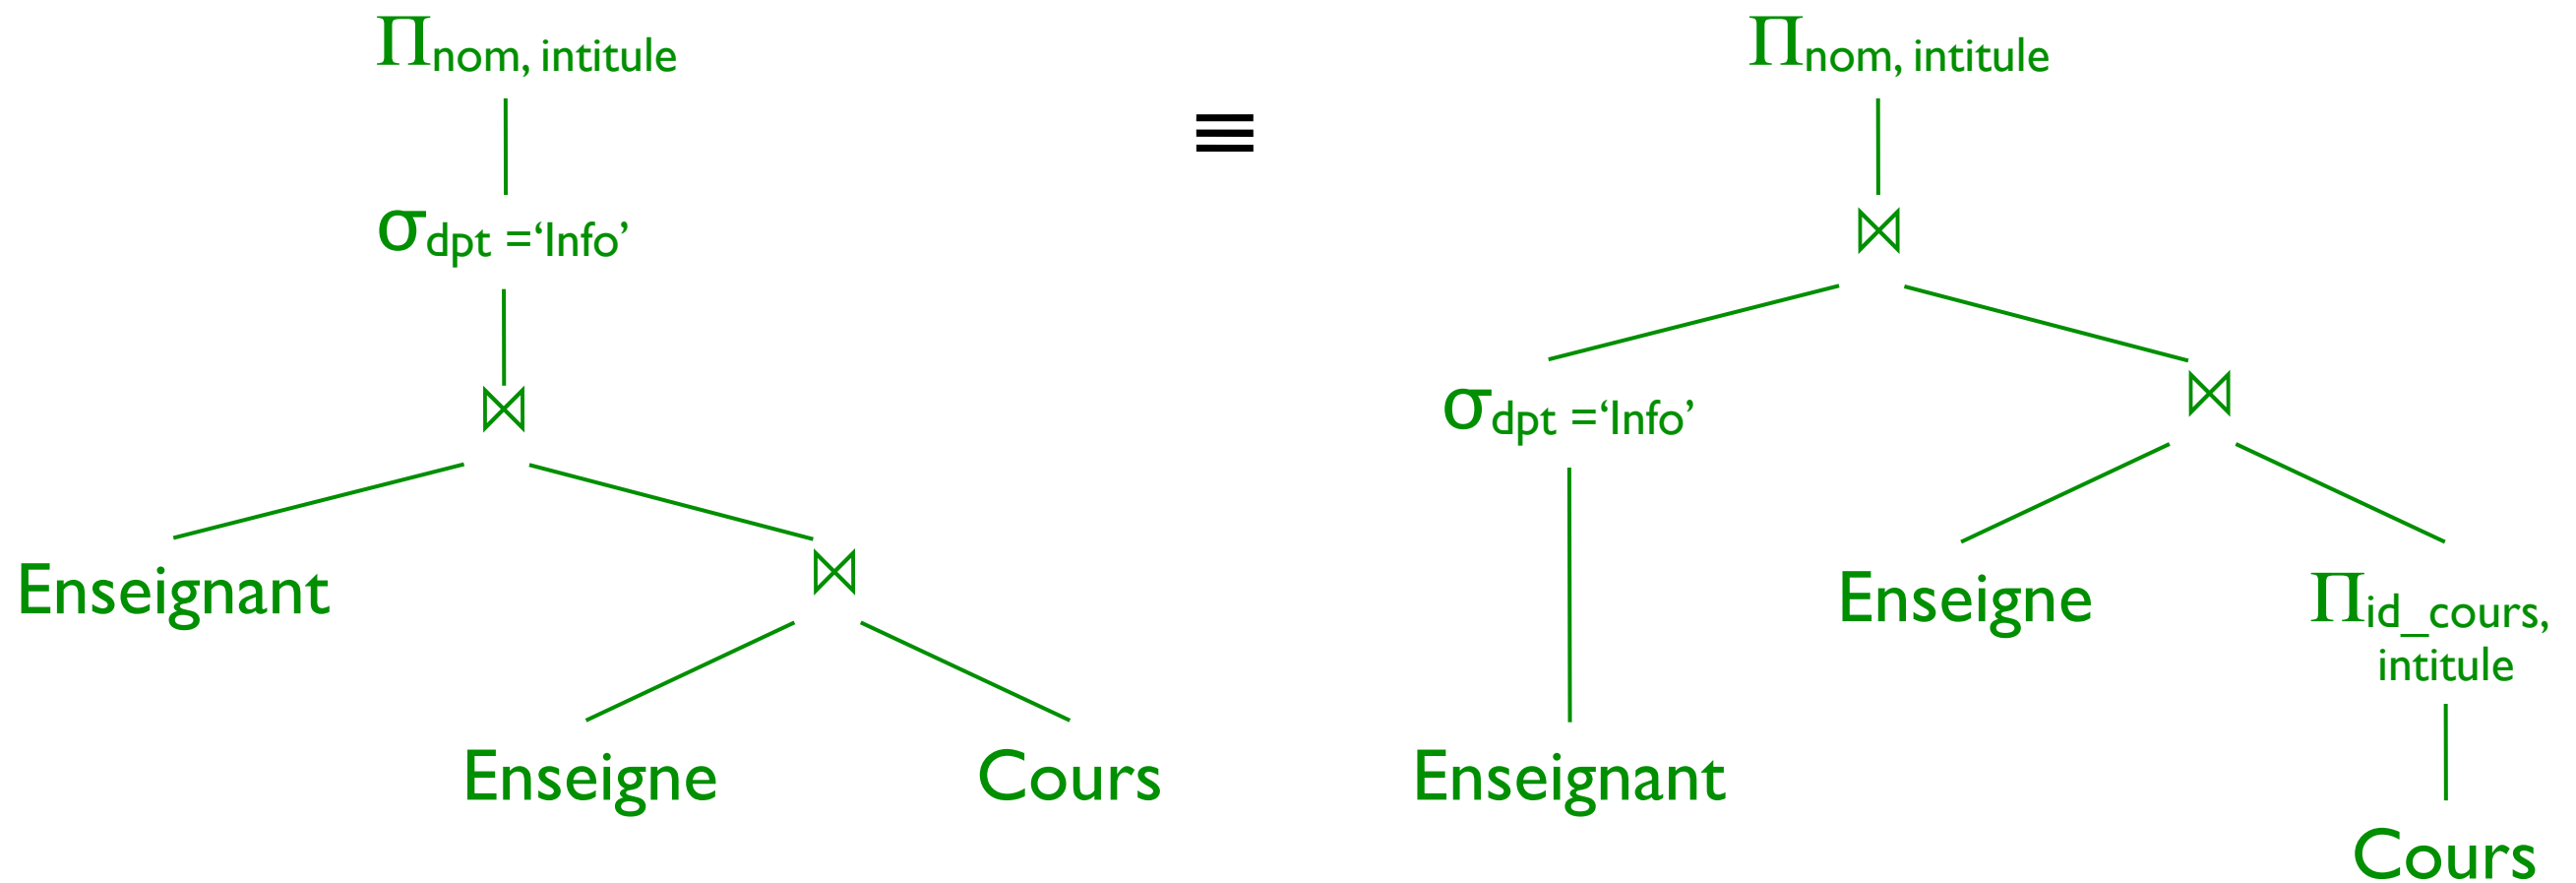 Πnom, intitule
σdpt =‘Info’
⋈
Enseignant
⋈
Enseigne
Cours
≡
Πnom, intitule
⋈
σdpt =‘Info’
⋈
Enseignant
Enseigne
Πid_cours,
intitule
Cours